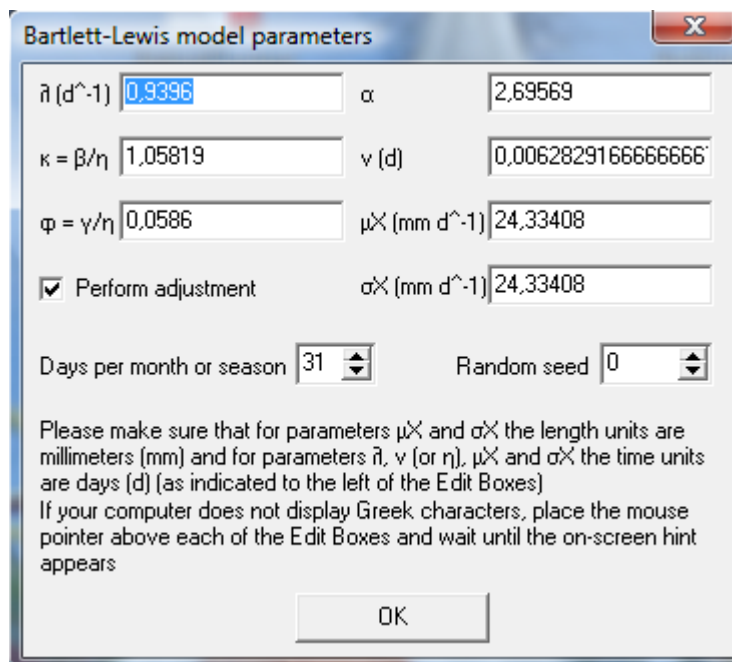 Bartlett-Lewis model parameters
λ (d^-1) 0,9396 α 2,69569
κ = β/η 1,05819 ν (d) 0,00628291666666667
φ = γ/η 0,0586 μX (mm d^-1) 24,33408
Perform adjustment σX (mm d^-1) 24,33408
Days per month or season 31 Random seed 0
Please make sure that for parameters μX and σX the length units are
millimeters (mm) and for parameters λ, ν (or η), μX and σX the time units
are days (d) (as indicated to the left of the Edit Boxes)
If your computer does not display Greek characters, place the mouse
pointer above each of the Edit Boxes and wait until the on-screen hint
appears
OK